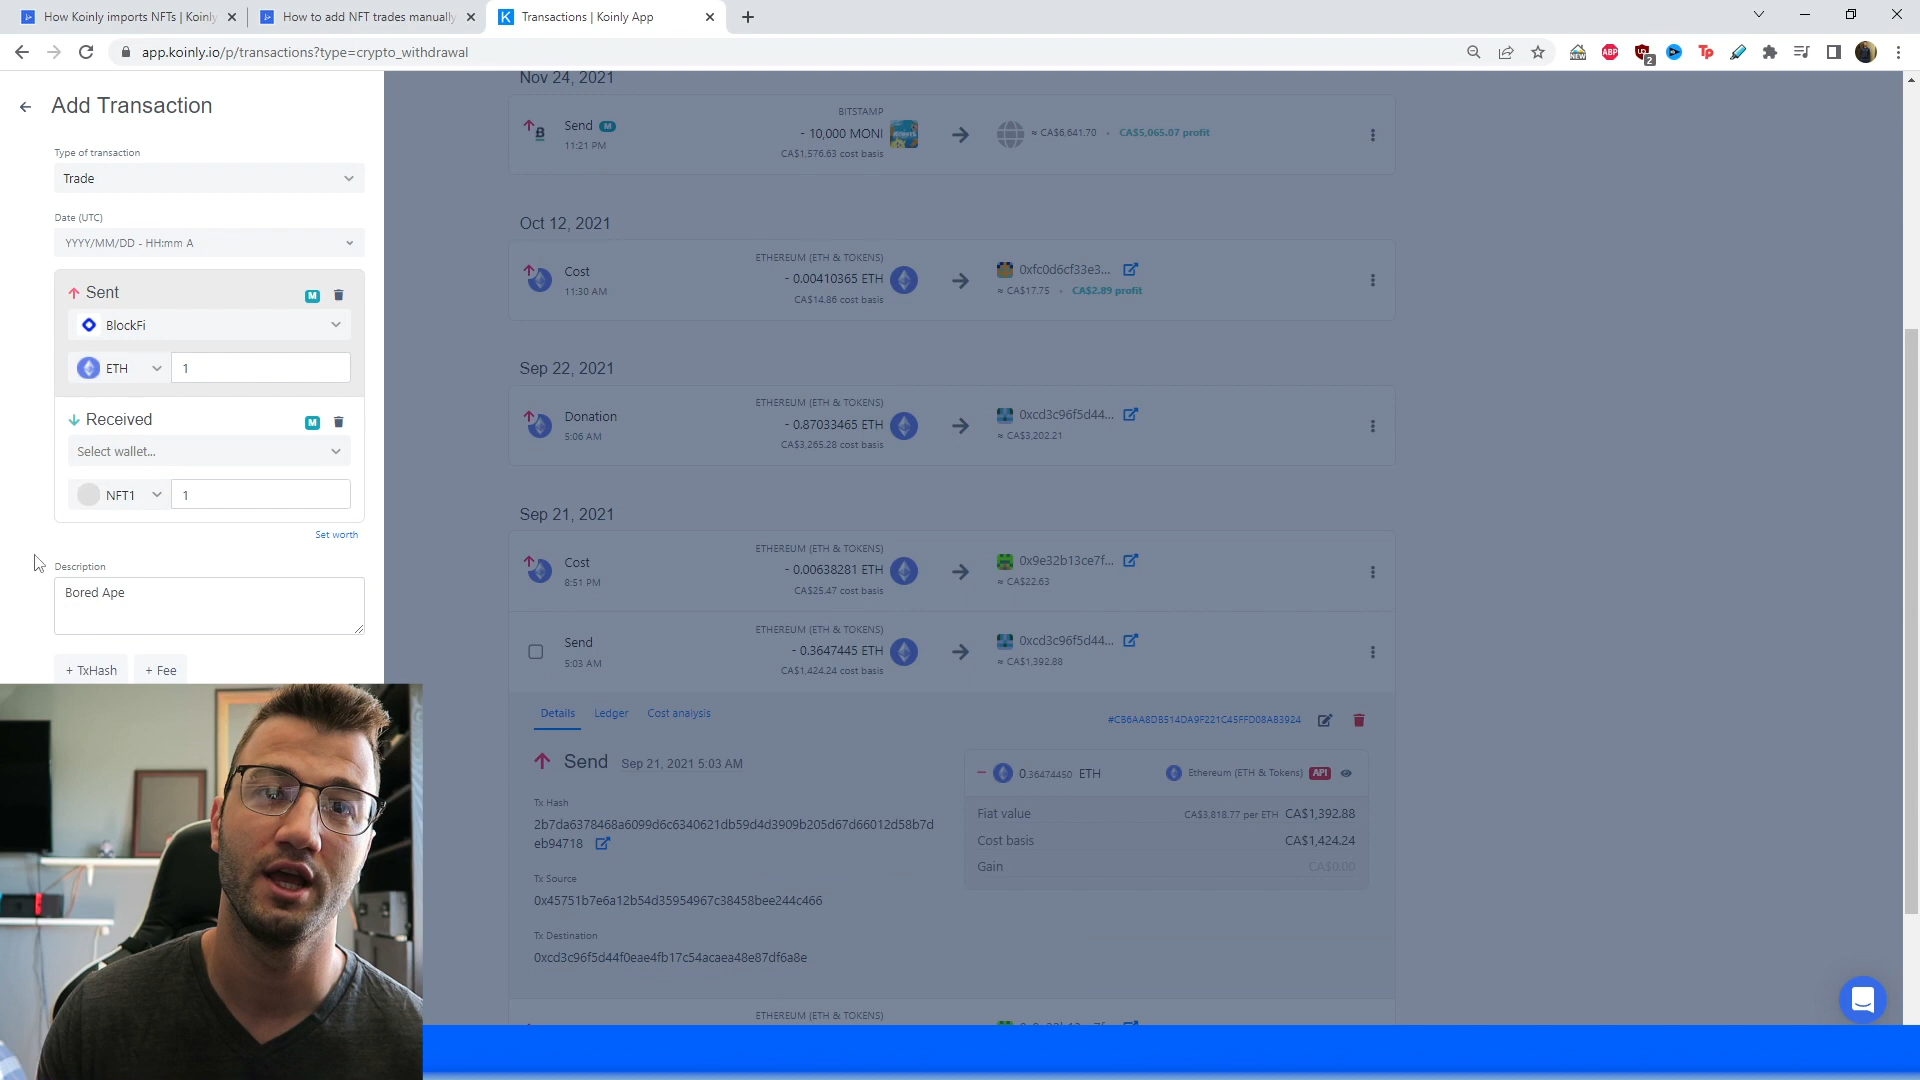 How Koinly imports NFTs | Koinly
How to add NFT trades manually
Transactions | Koinly App
app.koinly.io/p/transactions?type=crypto_withdrawal
ABP
2
NEW
Tp
Add Transaction
Type of transaction
Trade
Date (UTC)
YYYY/MM/DD - HH:mm A
Sent
M
BlockFi
ETH
1
Received
M
Select wallet...
NFT1
1
Set worth
Description
Bored Ape
+ TxHash
+ Fee
Nov 24, 2021
Send M
11:21 PM
BITSTAMP
- 10,000 MONI
CA$1,576.63 cost basis
≈ CA$6,641.70 • CA$5,065.07 profit
Oct 12, 2021
Cost
11:30 AM
ETHEREUM (ETH & TOKENS)
- 0.00410365 ETH
CA$14.86 cost basis
0xfc0d6cf33e3...
≈ CA$17.75 • CA$2.89 profit
Sep 22, 2021
Donation
5:06 AM
ETHEREUM (ETH & TOKENS)
- 0.87033465 ETH
CA$3,265.28 cost basis
0xcd3c96f5d44...
≈ CA$3,202.21
Sep 21, 2021
Cost
8:51 PM
ETHEREUM (ETH & TOKENS)
- 0.00638281 ETH
CA$25.47 cost basis
0x9e32b13ce7f...
≈ CA$22.63
Send
5:03 AM
ETHEREUM (ETH & TOKENS)
- 0.3647445 ETH
CA$1,424.24 cost basis
0xcd3c96f5d44...
≈ CA$1,392.88
Details
Ledger
Cost analysis
#CB6AA8DB514DA9F221C45FFD08A83924
Send Sep 21, 2021 5:03 AM
Tx Hash
2b7da6378468a6099d6c6340621db59d4d3909b205d67d66012d58b7d
eb94718
Tx Source
0x45751b7e6a12b54d35954967c38458bee244c466
Tx Destination
0xcd3c96f5d44f0eae4fb17c54acaea48e87df6a8e
0.36474450 ETH
Ethereum (ETH & Tokens) API
Fiat value
CA$3,818.77 per ETH CA$1,392.88
Cost basis
CA$1,424.24
Gain
CA$0.00
ETHEREUM (ETH & TOKENS)